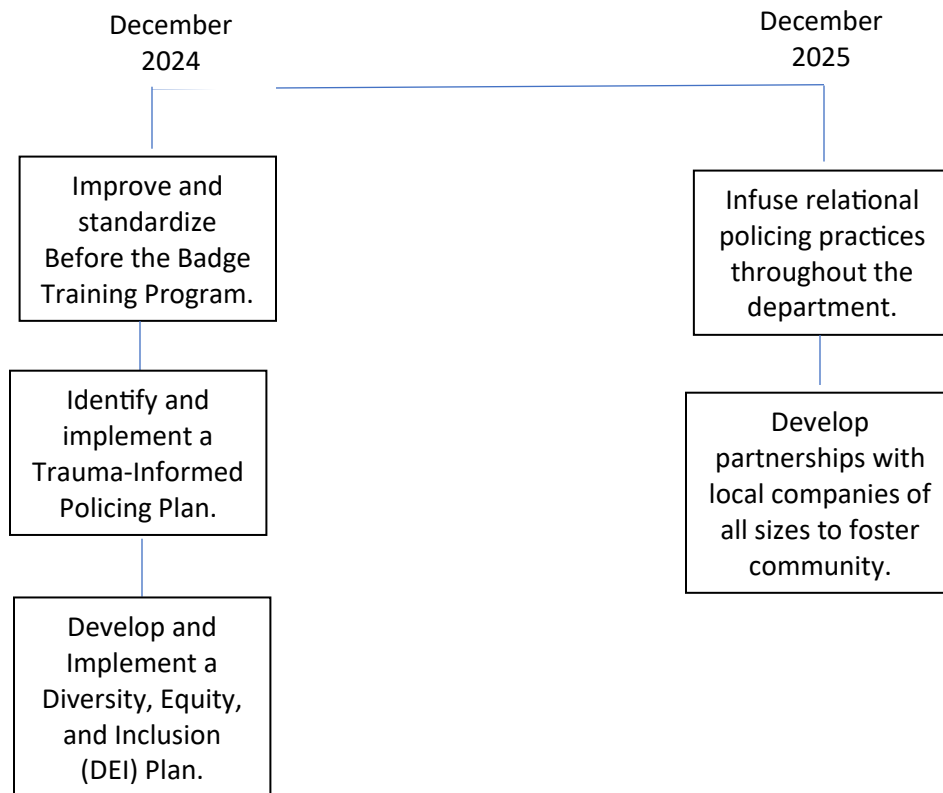 December
2024
December
2025
Improve and
standardize
Before the Badge
Training Program.
Identify and
implement a
Trauma-Informed
Policing Plan.
Develop and
Implement a
Diversity, Equity,
and Inclusion
(DEI) Plan.
Infuse relational
policing practices
throughout the
department.
Develop
partnerships with
local companies of
all sizes to foster
community.